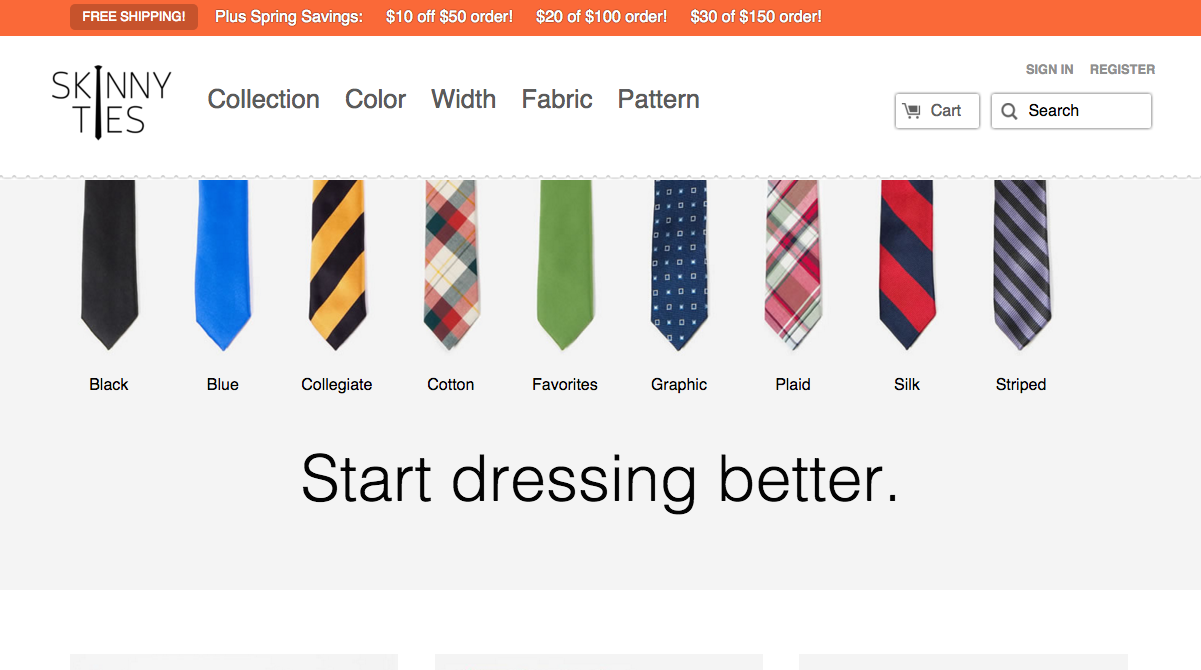 FREE SHIPPING! Plus Spring Savings: $10 off $50 order! $20 of $100 order! $30 of $150 order!
SIGN IN REGISTER
SKINNY
TIES
Collection Color Width Fabric Pattern
Cart Search
Black Blue Collegiate Cotton Favorites Graphic Plaid Silk Striped
Start dressing better.